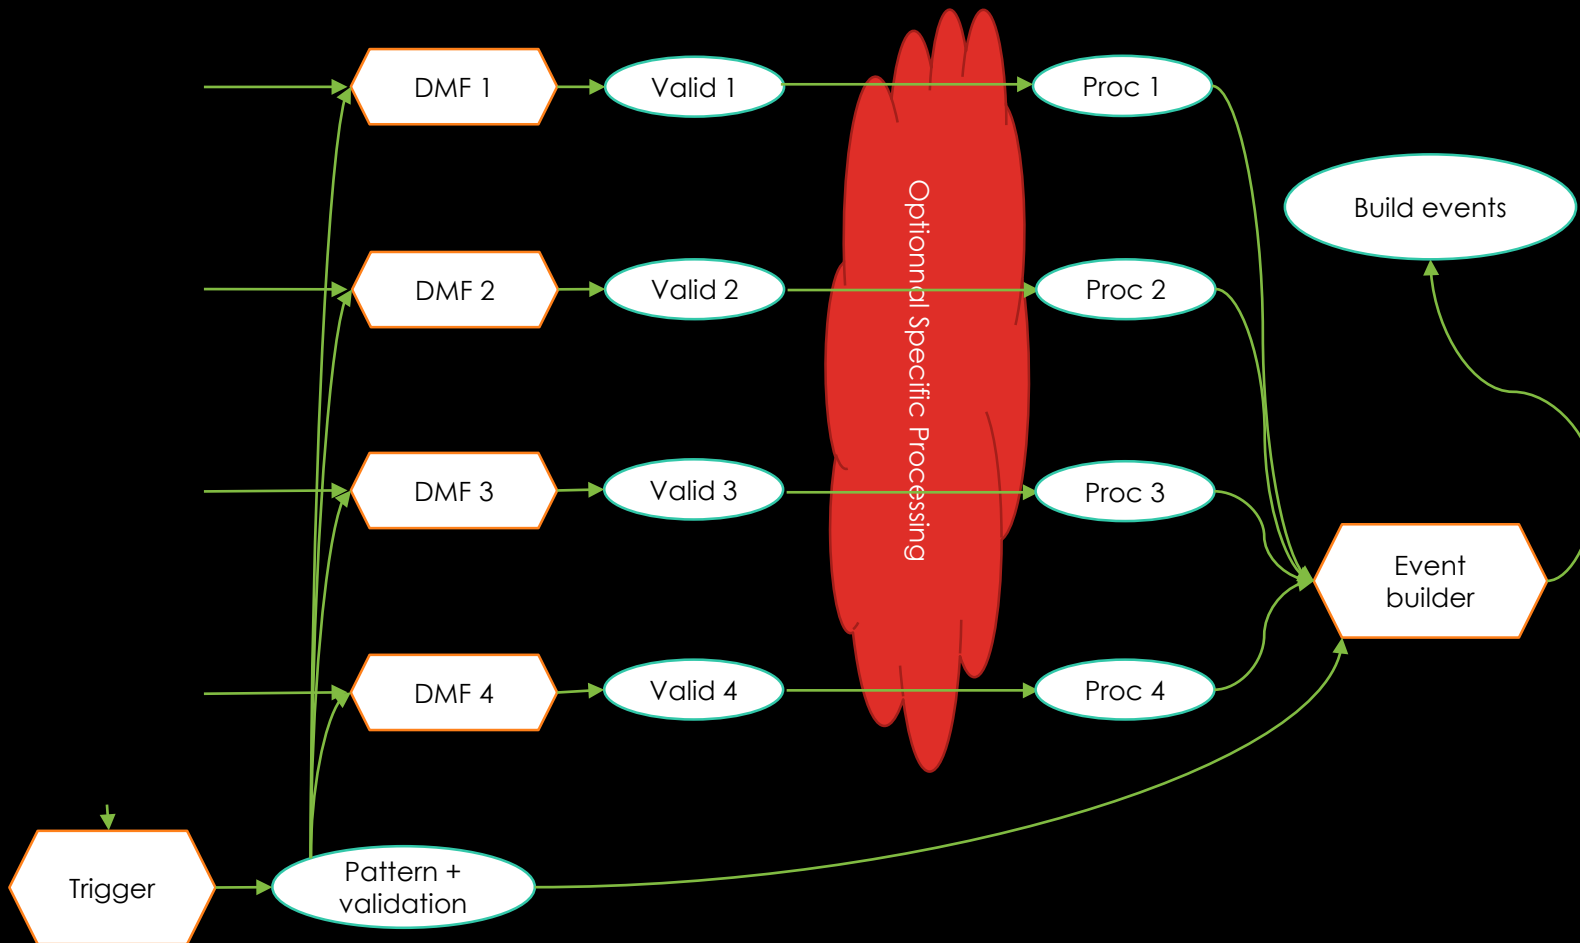 DMF 1
Valid 1
Proc 1
Build events
DMF 2
Valid 2
Proc 2
Optionnal Specific Processing
DMF 3
Valid 3
Proc 3
Event
builder
DMF 4
Valid 4
Proc 4
Trigger
Pattern +
validation